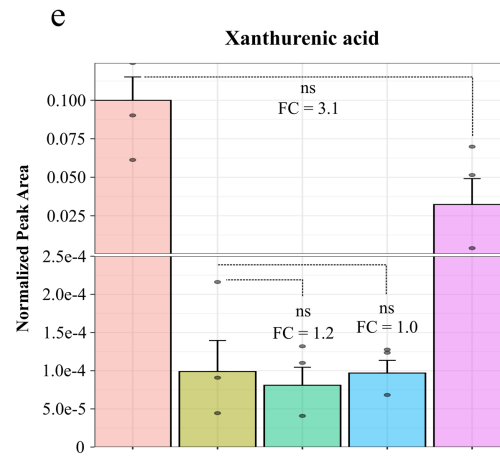 e
Xanthurenic acid
Normalized Peak Area
0.100
0.075
0.050
0.025
2.5e-4
2.0e-4
1.5e-4
1.0e-4
5.0e-5
0
ns
FC = 3.1
ns
FC = 1.2
ns
FC = 1.0